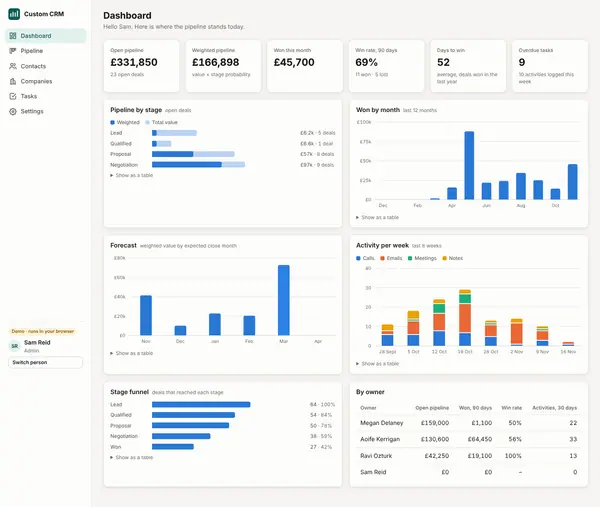 Custom CRM
Dashboard
Pipeline
Contacts
Companies
Tasks
Settings
Demo · runs in your browser
SR
Sam Reid
Admin
Switch person
Dashboard
Hello Sam. Here is where the pipeline stands today.
Open pipeline
£331,850
23 open deals
Weighted pipeline
£166,898
value × stage probability
Won this month
£45,700
Win rate, 90 days
69%
11 won · 5 lost
Days to win
52
average, deals won in the
last year
Overdue tasks
9
10 activities logged this
week
Pipeline by stage open deals
Weighted Total value
Lead
· 5 deals
Qualified
· 1 deal
Proposal
£57k ·
Negotiation
£97k ·
Show as a table
Won by month last 12 months
£100k
£75k
£50k
£25k
£0
Dec Feb Apr Jun Aug Oct
Show as a table
Forecast weighted value by expected close month
£80k
£60k
£40k
£20k
£0
Nov Dec Jan Feb Mar Apr
Show as a table
Activity per week last 8 weeks
Calls Emails Meetings Notes
40
30
20
10
0
28 Sept 5 Oct 12 Oct 19 Oct 26 Oct 2 Nov 9 Nov 16 Nov
Show as a table
Stage funnel deals that reached each stage
Lead
64 · 100%
Qualified
54 · 84%
Proposal
50 · 78%
Negotiation
38 · 59%
Won
27 · 42%
Show as a table
By owner
Owner Open pipeline Won, 90 days Win rate Activities, 30 days
Megan Delaney £159,000 £1,100 50% 22
Aoife Kerrigan £130,600 £64,450 56% 33
Ravi Ozturk £42,250 £19,100 100% 13
Sam Reid £0 £0 – 0